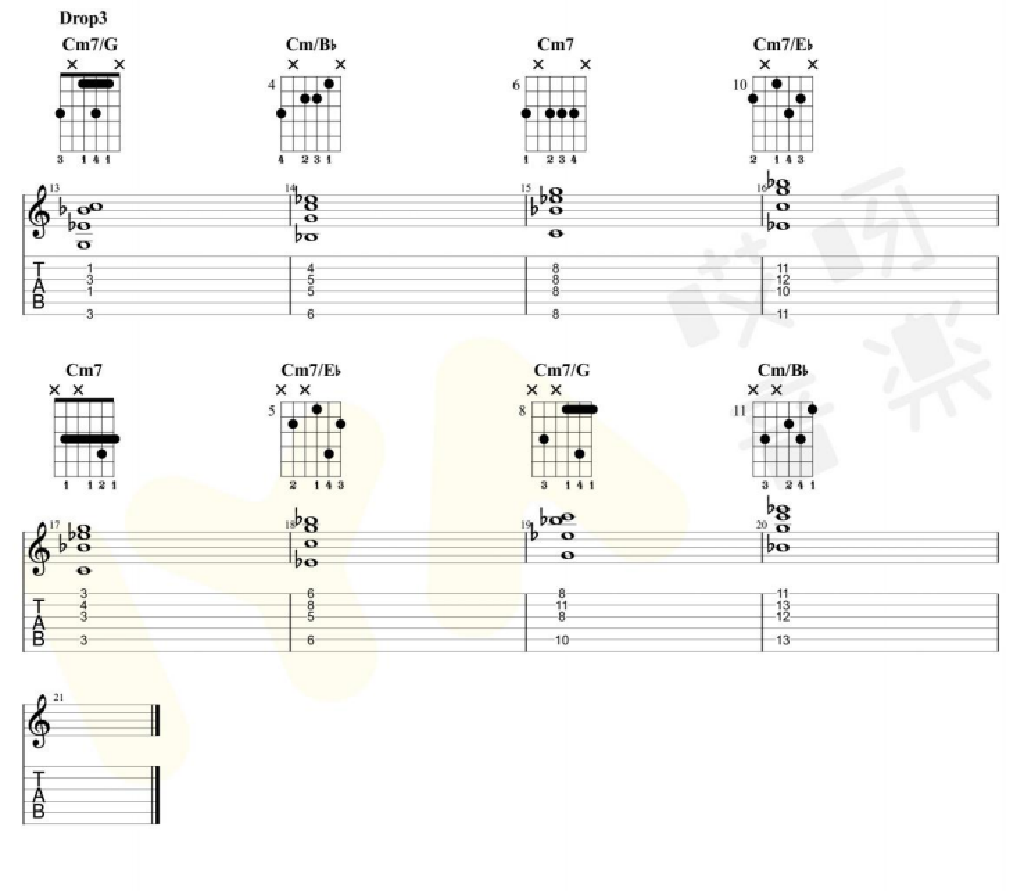 Drop3
Cm7/G Cm/B♭ Cm7 Cm7/E♭
× × × × × × × ×
4 6 10
3 1 4 1 4 2 3 1 1 2 3 4 2 1 4 3
13 14 15 16
T A B
1 4 8 11
3 5 8 12
1 5 8 10
3 6 8 11
哎呀
音樂
Cm7 Cm7/E♭ Cm7/G Cm/B♭
× × × × × × × ×
5 8 11
1 1 2 1 2 1 4 3 3 1 4 1 3 2 4 1
17 18 19 20
T A B
3 6 8 11
4 8 11 13
3 5 8 12
3 6 10 13
21
T A B